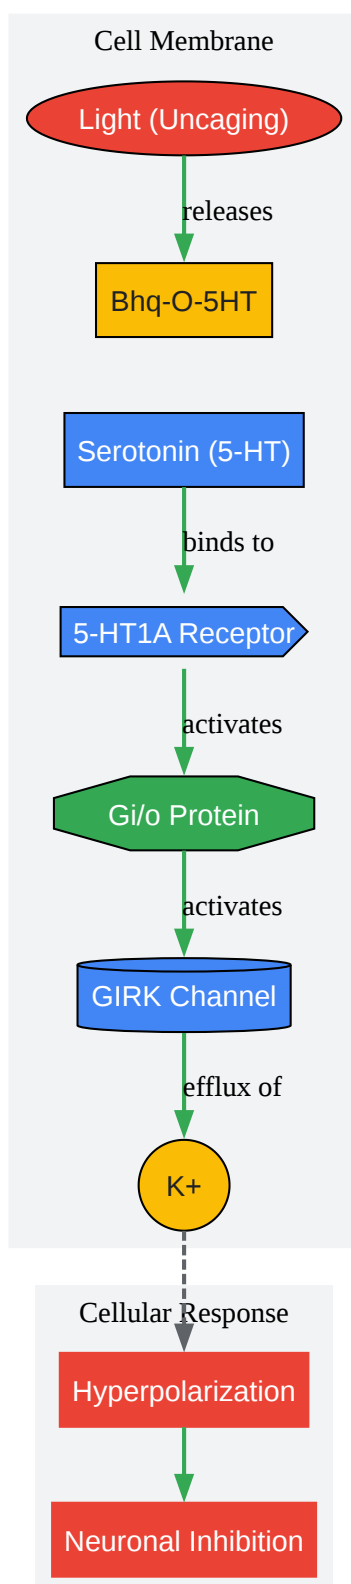 Cell Membrane
Light (Uncaging)
releases
Bhq-O-5HT
Serotonin (5-HT)
binds to
5-HT1A Receptor
activates
Gi/o Protein
activates
GIRK Channel
efflux of
K+
Cellular Response
Hyperpolarization
Neuronal Inhibition